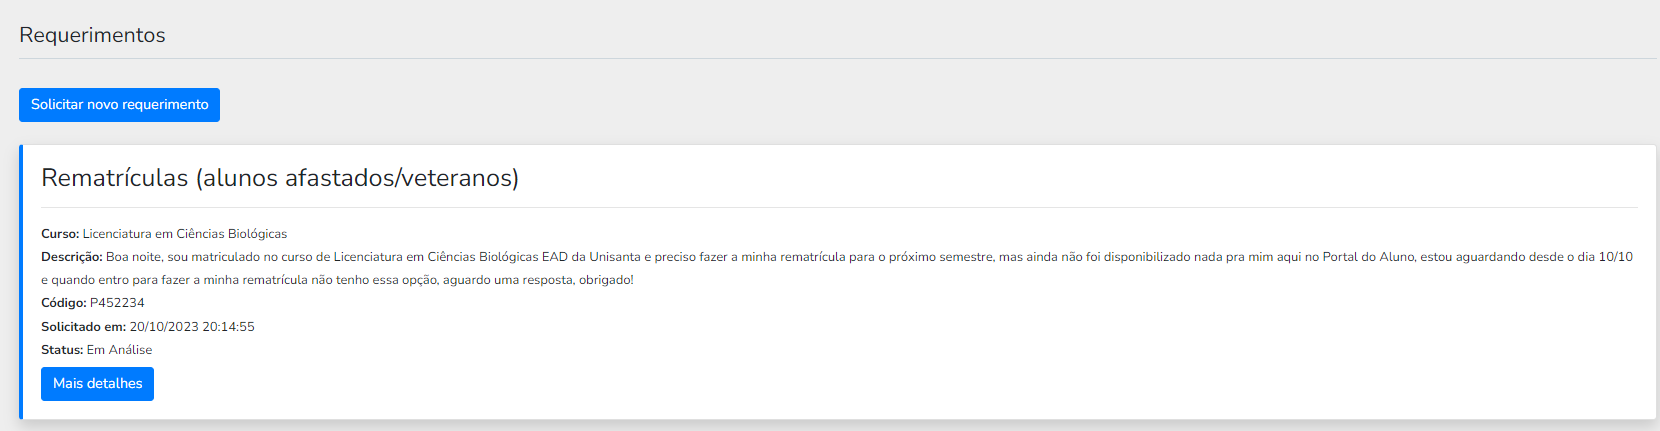 Requerimentos
Solicitar novo requerimento
Rematrículas (alunos afastados/veteranos)
Curso: Licenciatura em Ciências Biológicas
Descrição: Boa noite, sou matriculado no curso de Licenciatura em Ciências Biológicas EAD da Unisanta e preciso fazer a minha rematrícula para o próximo semestre, mas ainda não foi disponibilizado nada pra mim aqui no Portal do Aluno, estou aguardando desde o dia 10/10
e quando entro para fazer a minha rematrícula não tenho essa opção, aguardo uma resposta, obrigado!
Código: P452234
Solicitado em: 20/10/2023 20:14:55
Status: Em Análise
Mais detalhes